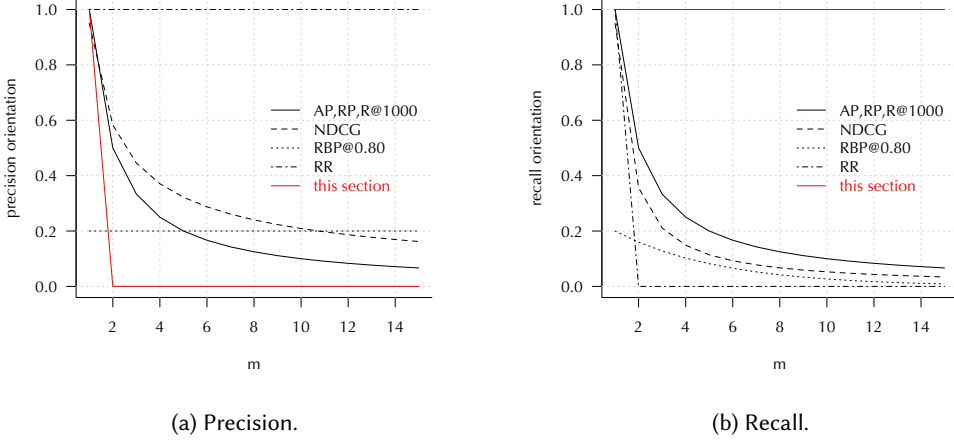 precision orientation
1.0
0.8
0.6
0.4
0.2
0.0
AP,RP,R@1000
NDCG
RBP@0.80
RR
this section
2 4 6 8 10 12 14
m
(a) Precision.
recall orientation
1.0
0.8
0.6
0.4
0.2
0.0
AP,RP,R@1000
NDCG
RBP@0.80
RR
this section
2 4 6 8 10 12 14
m
(b) Recall.